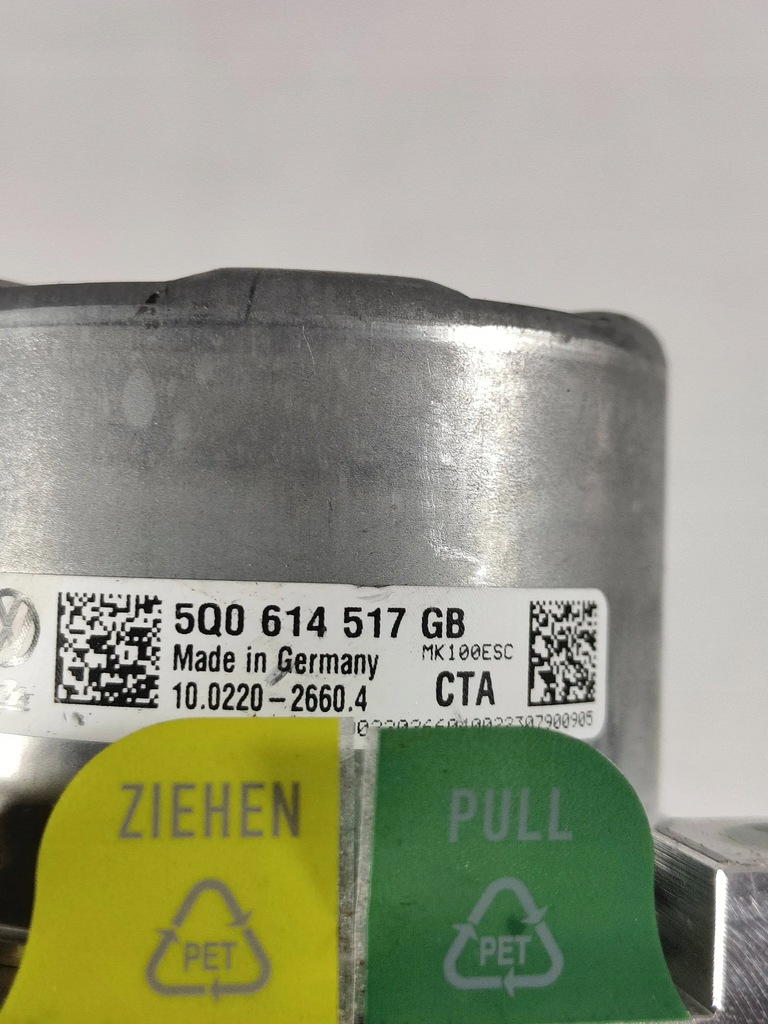 5Q0 614 517 GB
Made in Germany MK100ESC
10.0220-2660.4 CTA
ZIEHEN PULL
PET PET